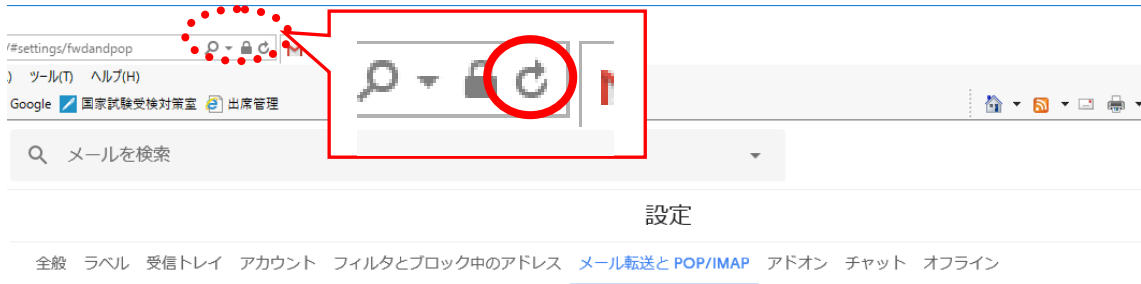 /#settings/fwdandpop
) ツール(T) ヘルプ(H)
Google 国家試験受検対策室 出席管理
メールを検索
設定
全般 ラベル 受信トレイ アカウント フィルタとブロック中のアドレス メール転送と POP/IMAP アドオン チャット オフライン